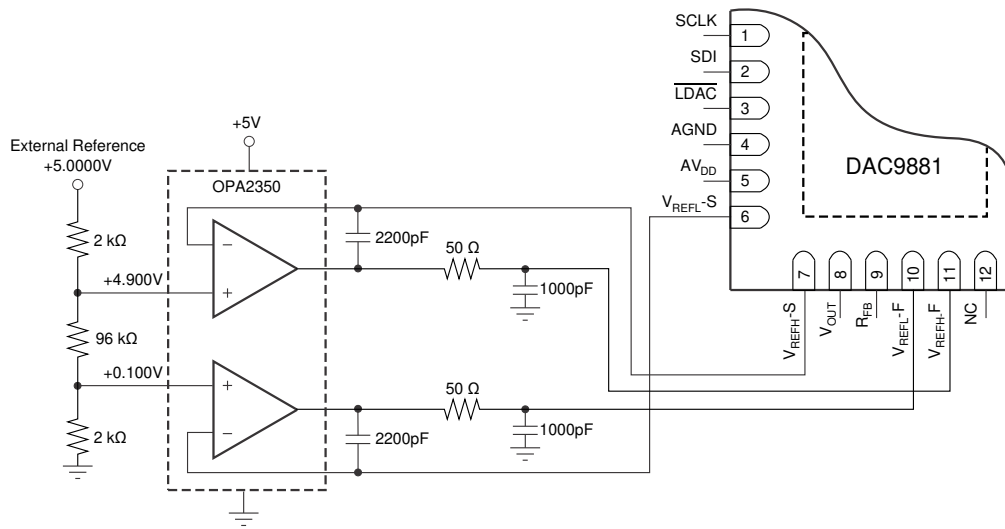 External Reference
+5.0000V
2 kΩ
+4.900V
96 kΩ
+0.100V
2 kΩ
+5V
OPA2350
−
+
+
−
2200pF
50 Ω
1000pF
50 Ω
2200pF
1000pF
SCLK
1
SDI
2
LDAC
3
AGND
4
AVDD
5
VREFL-S
6
DAC9881
7
8
9
10
11
12
VREFH-S
VOUT
RFB
VREFL-F
VREFH-F
NC